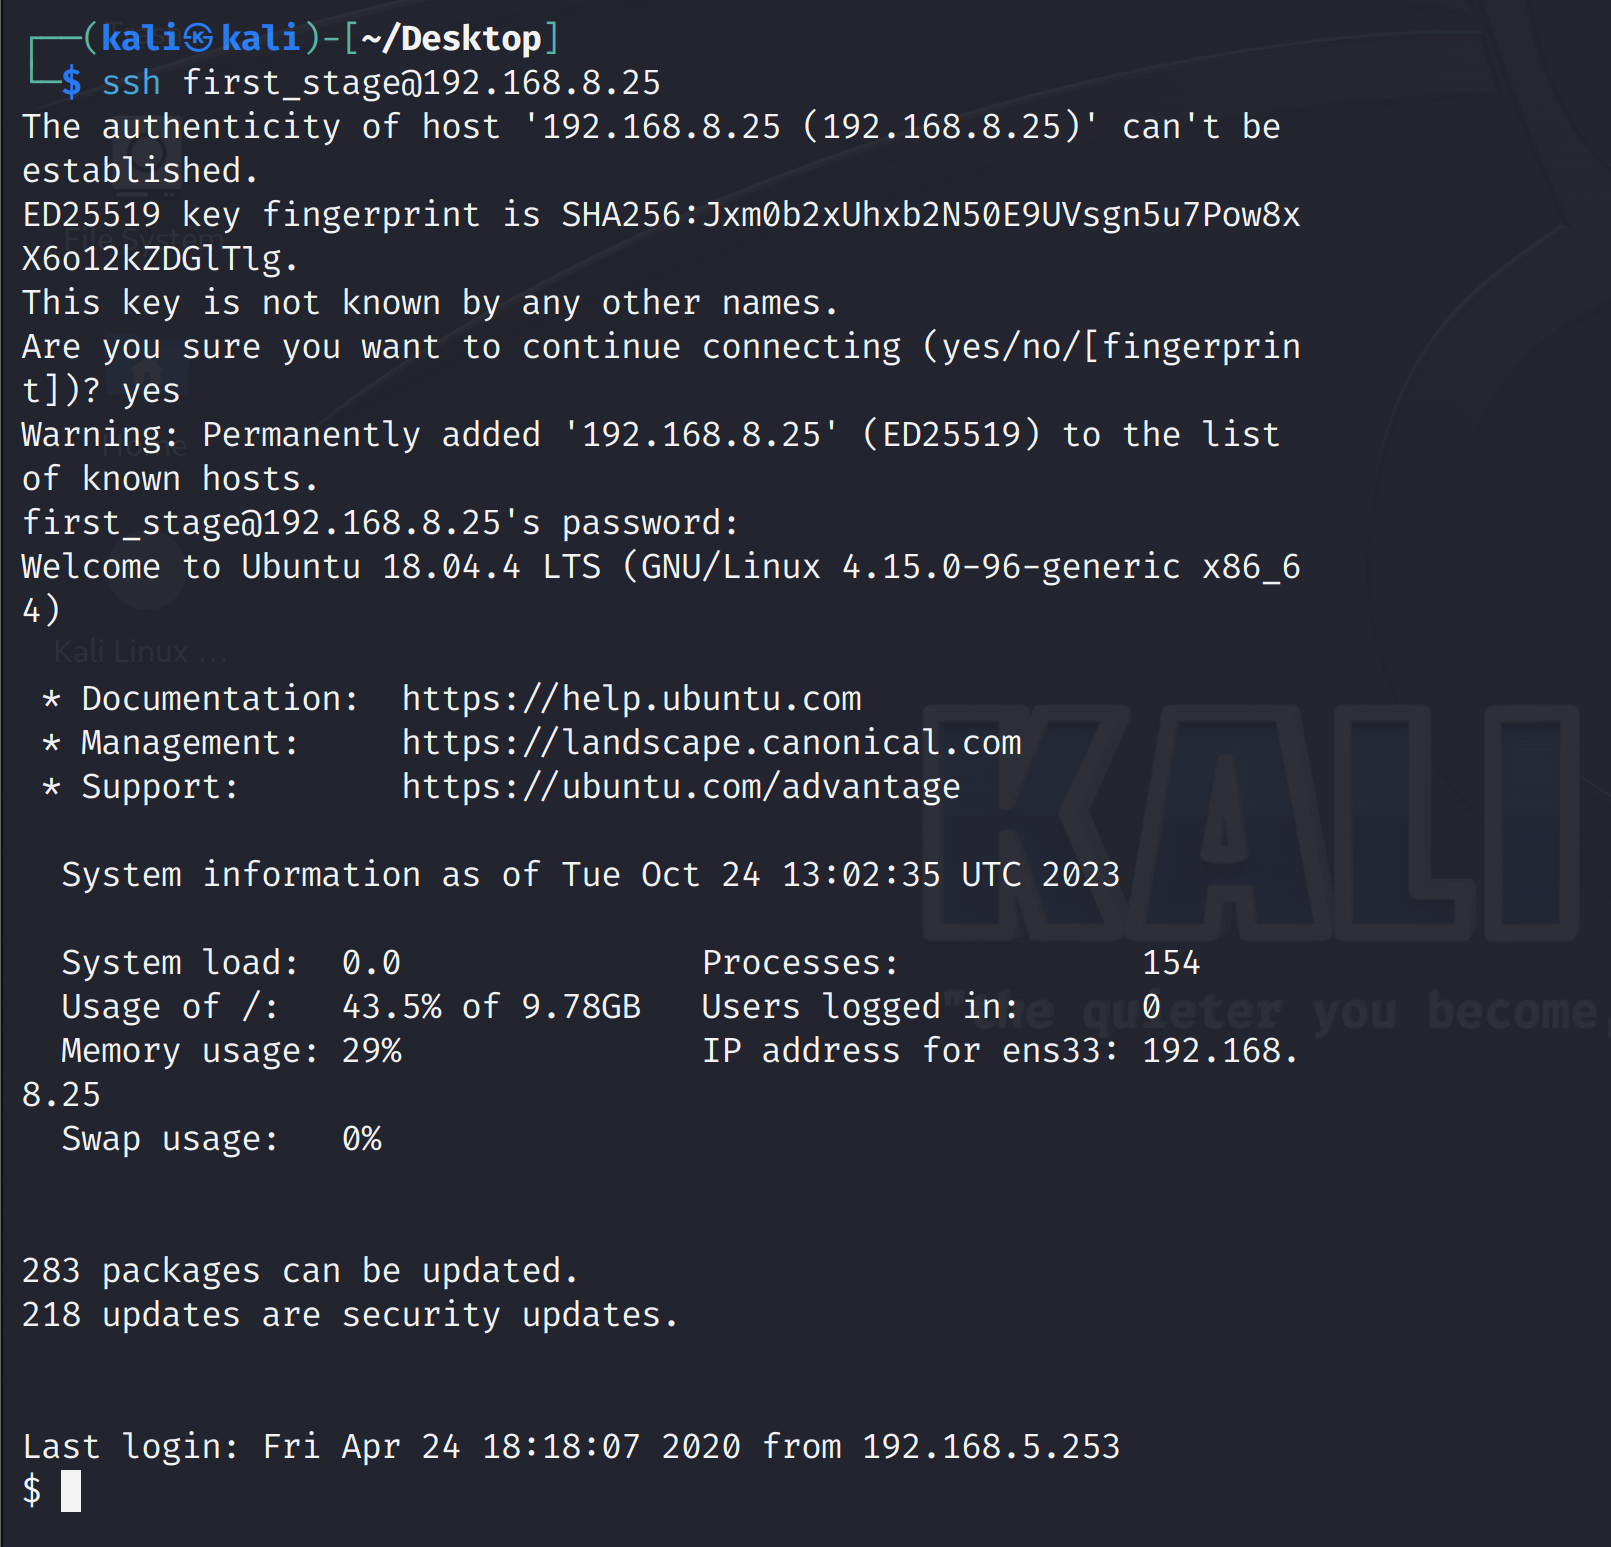 ┌──(kali㉿kali)-[~/Desktop]
└─$ ssh first_stage@192.168.8.25
The authenticity of host '192.168.8.25 (192.168.8.25)' can't be
established.
ED25519 key fingerprint is SHA256:Jxm0b2xUhxb2N50E9UVsgn5u7Pow8x
X6o12kZDGlTlg.
This key is not known by any other names.
Are you sure you want to continue connecting (yes/no/[fingerprin
t])? yes
Warning: Permanently added '192.168.8.25' (ED25519) to the list
of known hosts.
first_stage@192.168.8.25's password:
Welcome to Ubuntu 18.04.4 LTS (GNU/Linux 4.15.0-96-generic x86_6
4)
Kali Linux ...
 * Documentation:  https://help.ubuntu.com
 * Management:     https://landscape.canonical.com
 * Support:        https://ubuntu.com/advantage
KALI
  System information as of Tue Oct 24 13:02:35 UTC 2023
  System load:  0.0               Processes:            154
  Usage of /:   43.5% of 9.78GB   Users logged in:      0
"the quieter you become,
  Memory usage: 29%               IP address for ens33: 192.168.
8.25
  Swap usage:   0%
283 packages can be updated.
218 updates are security updates.
Last login: Fri Apr 24 18:18:07 2020 from 192.168.5.253
$
File System
Home